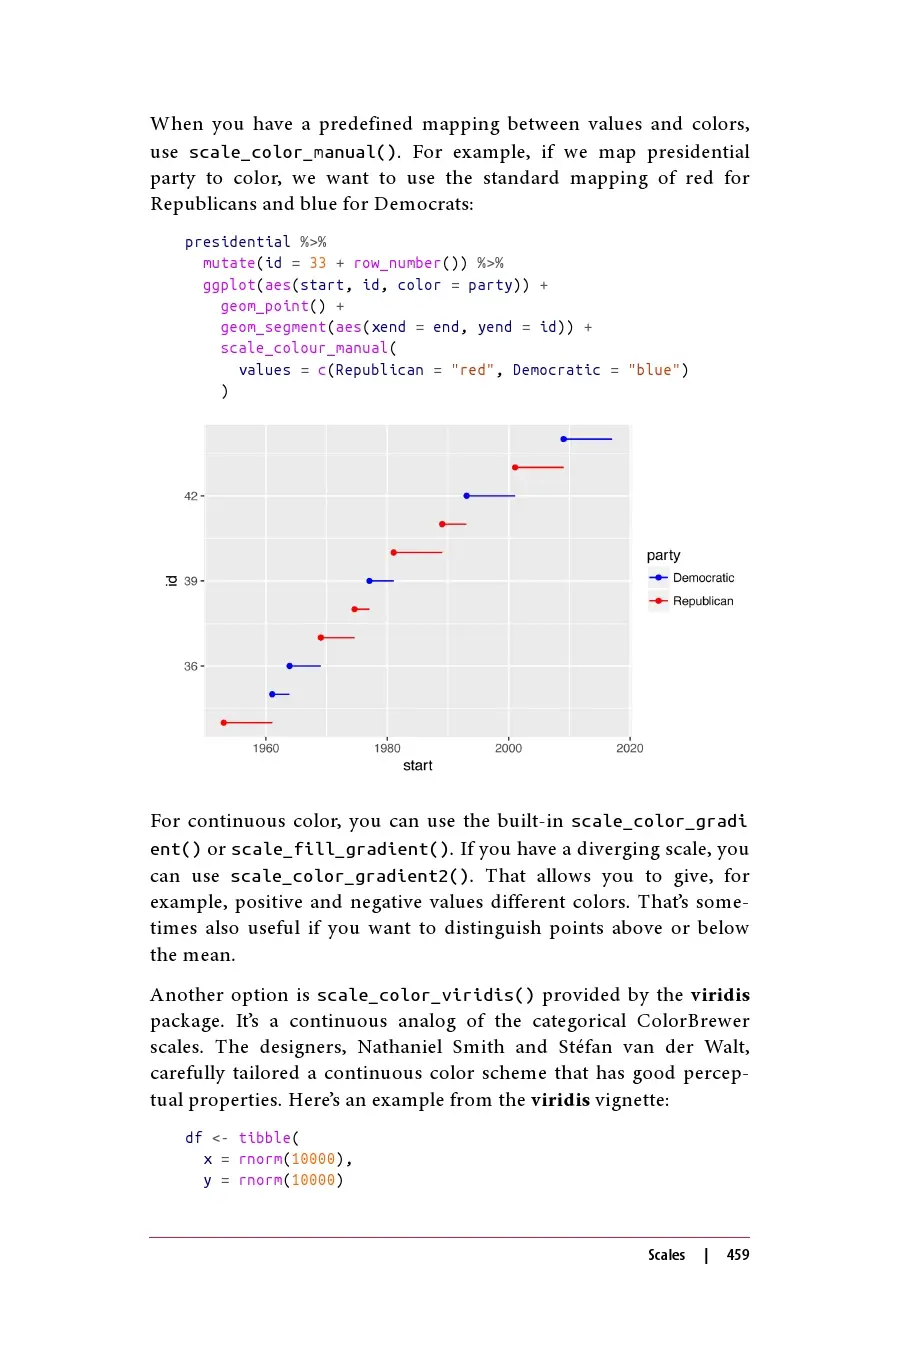 When you have a predefined mapping between values and colors,
use scale_color_manual(). For example, if we map presidential
party to color, we want to use the standard mapping of red for
Republicans and blue for Democrats:
presidential %>%
  mutate(id = 33 + row_number()) %>%
  ggplot(aes(start, id, color = party)) +
    geom_point() +
    geom_segment(aes(xend = end, yend = id)) +
    scale_colour_manual(
      values = c(Republican = "red", Democratic = "blue")
    )
42
39
36
id
1960 1980 2000 2020
start
party
Democratic
Republican
For continuous color, you can use the built-in scale_color_gradi
ent() or scale_fill_gradient(). If you have a diverging scale, you
can use scale_color_gradient2(). That allows you to give, for
example, positive and negative values different colors. That’s some-
times also useful if you want to distinguish points above or below
the mean.
Another option is scale_color_viridis() provided by the viridis
package. It’s a continuous analog of the categorical ColorBrewer
scales. The designers, Nathaniel Smith and Stéfan van der Walt,
carefully tailored a continuous color scheme that has good percep-
tual properties. Here’s an example from the viridis vignette:
df <- tibble(
  x = rnorm(10000),
  y = rnorm(10000)
Scales | 459